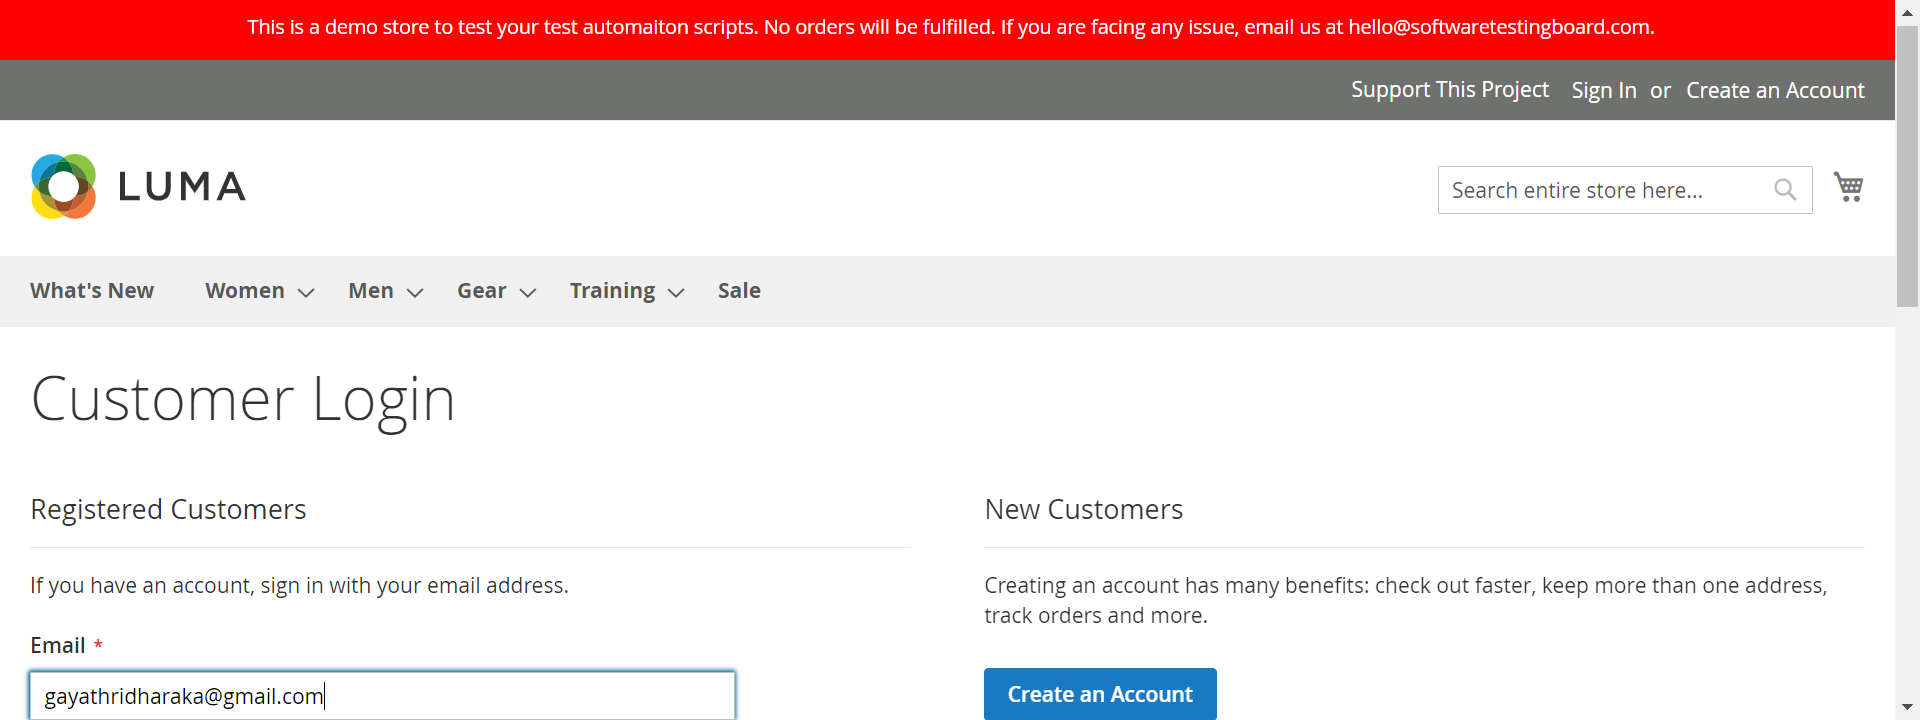 This is a demo store to test your test automaiton scripts. No orders will be fulfilled. If you are facing any issue, email us at hello@softwaretestingboard.com.
Support This Project Sign In or Create an Account
LUMA
Search entire store here...
What's New Women Men Gear Training Sale
Customer Login
Registered Customers
If you have an account, sign in with your email address.
Email *
gayathridharaka@gmail.com
New Customers
Creating an account has many benefits: check out faster, keep more than one address,
track orders and more.
Create an Account